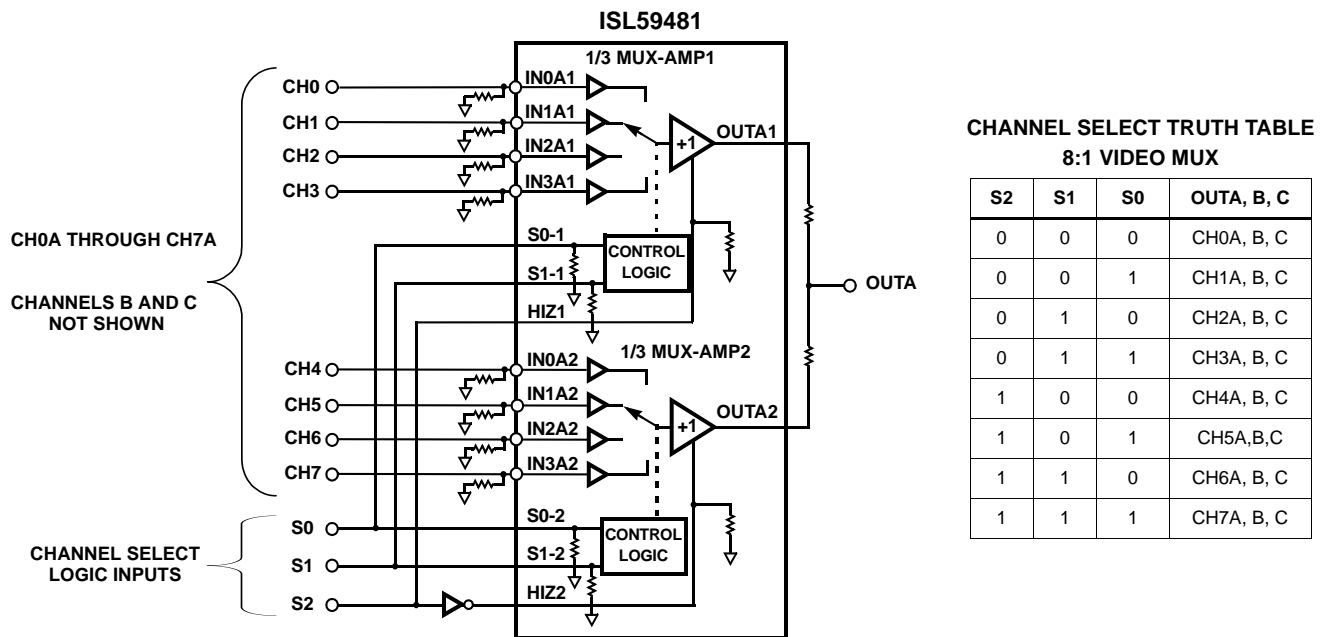 ISL59481
1/3 MUX-AMP1
CH0
IN0A1
CH1
IN1A1
CH2
IN2A1
CH3
IN3A1
+1
OUTA1
CH0A THROUGH CH7A
CHANNELS B AND C
NOT SHOWN
S0-1
S1-1
HIZ1
CONTROL
LOGIC
OUTA
1/3 MUX-AMP2
CH4
IN0A2
CH5
IN1A2
CH6
IN2A2
CH7
IN3A2
+1
OUTA2
CHANNEL SELECT
LOGIC INPUTS
S0
S0-2
S1
S1-2
S2
HIZ2
CONTROL
LOGIC
CHANNEL SELECT TRUTH TABLE
8:1 VIDEO MUX
S2 S1 S0 OUTA, B, C
0 0 0 CH0A, B, C
0 0 1 CH1A, B, C
0 1 0 CH2A, B, C
0 1 1 CH3A, B, C
1 0 0 CH4A, B, C
1 0 1 CH5A,B,C
1 1 0 CH6A, B, C
1 1 1 CH7A, B, C